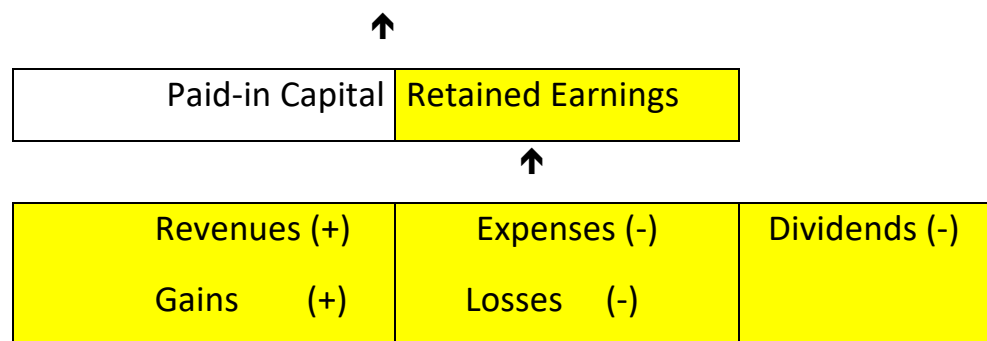 🡹
Paid-in Capital Retained Earnings
🡹
Revenues (+) Expenses (-) Dividends (-)
Gains (+) Losses (-)